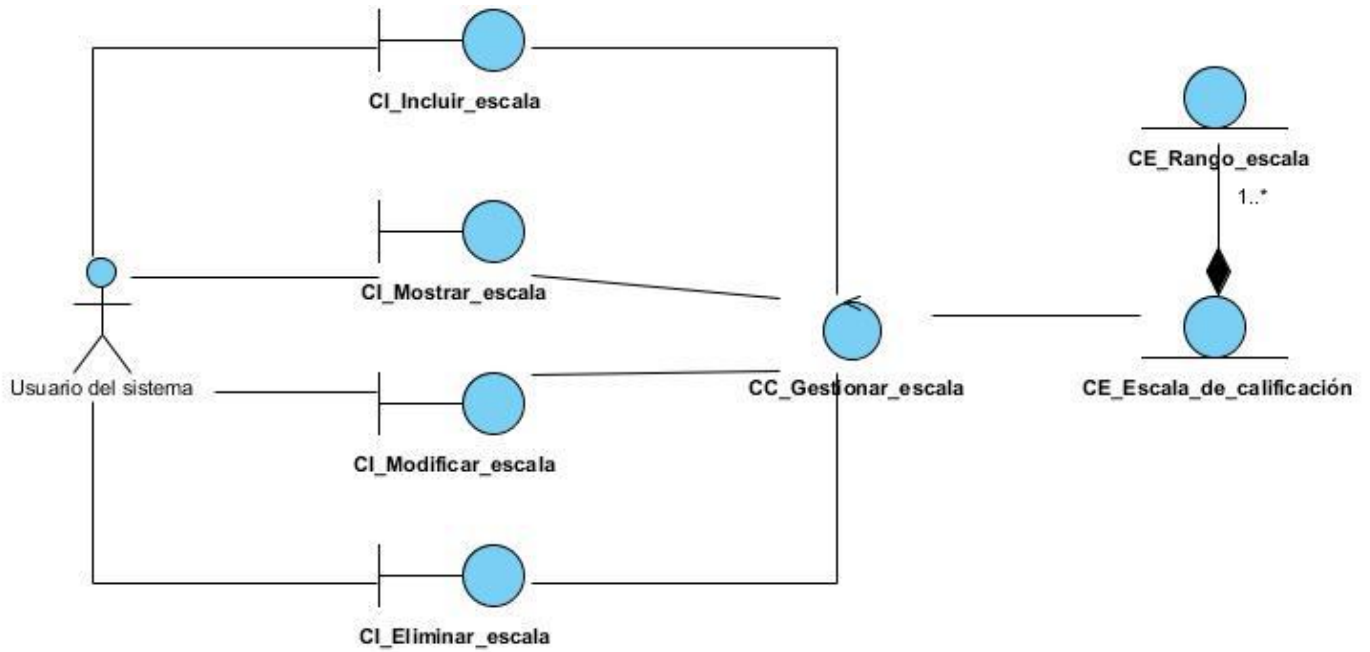 CI_Incluir_escala
CE_Rango_escala
1..*
CI_Mostrar_escala
Usuario del sistema
CC_Gestionar_escala
CE_Escala_de_calificación
CI_Modificar_escala
CI_Eliminar_escala